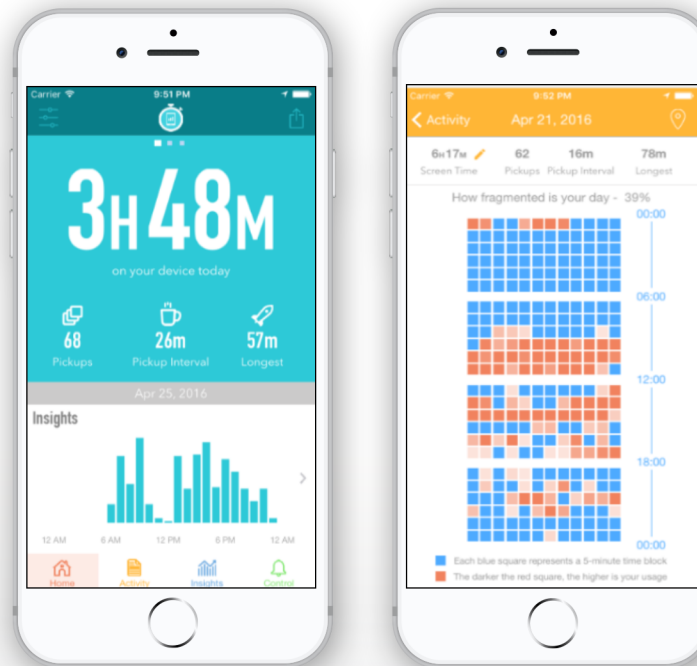 Carrier 9:51 PM
3H48M
on your device today
68 26m 57m
Pickups Pickup Interval Longest
Apr 25, 2016
Insights
12 AM 6 AM 12 PM 6 PM 12 AM
Home Activity Insights Control
Carrier 9:52 PM
Activity Apr 21, 2016
6H17M 62 16m 78m
Screen Time Pickups Pickup Interval Longest
How fragmented is your day - 39%
00:00
06:00
12:00
18:00
00:00
Each blue square represents a 5-minute time block
The darker the red square, the higher is your usage